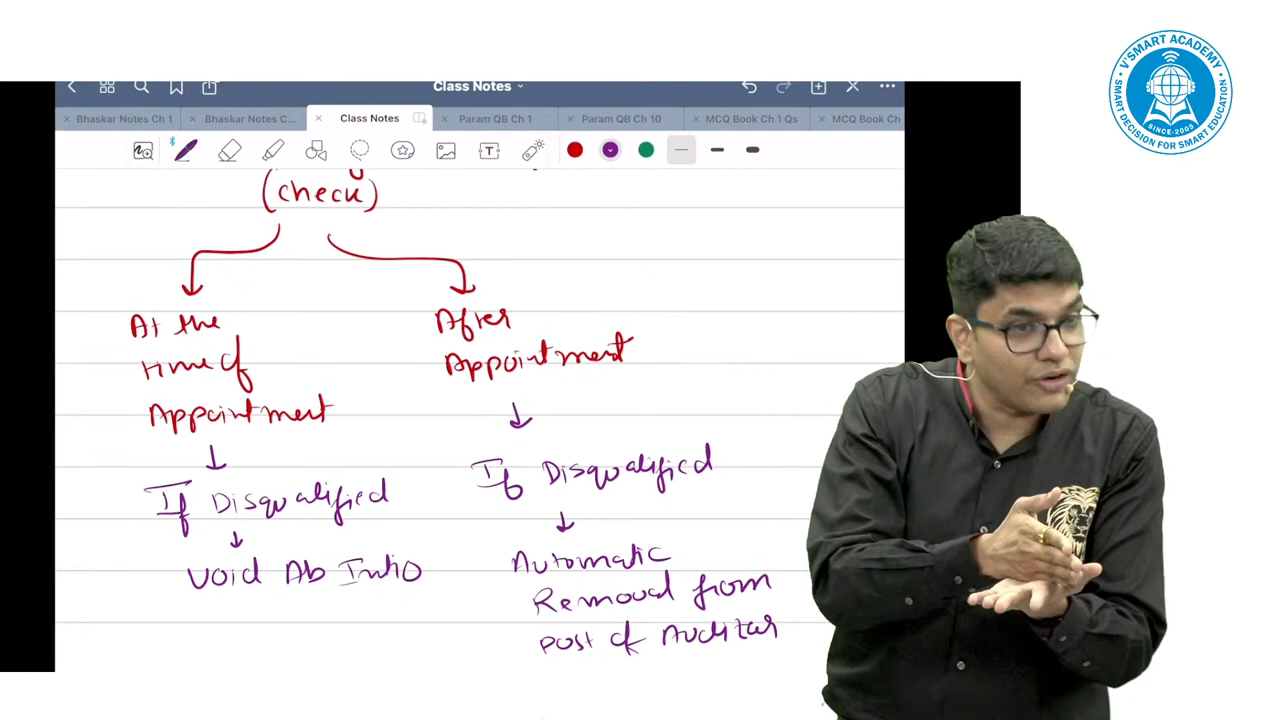 V'SMART ACADEMY
SMART DECISION FOR SMART EDUCATION
SINCE-2005
Class Notes
Bhaskar Notes Ch 1
Bhaskar Notes C...
Class Notes
Param QB Ch 1
Param QB Ch 10
MCQ Book Ch 1 Qs
MCQ Book Ch
(check)
At the
time of
Appointment
↓
If Disqualified
↓
Void Ab Initio
After
Appointment
↓
If Disqualified
↓
Automatic
Removal from
post of Auditor